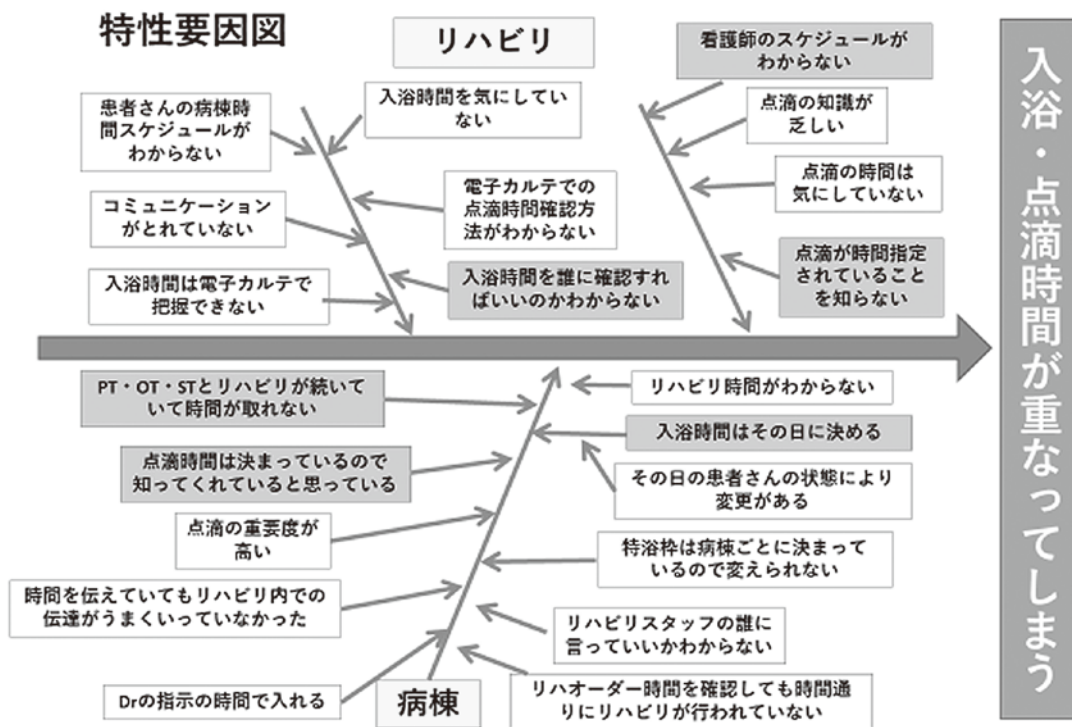 特性要因図
リハビリ
患者さんの病棟時
間スケジュールが
わからない
入浴時間を気にしてい
ない
コミュニケーション
がとれていない
電子カルテでの
点滴時間確認方
法がわからない
入浴時間は電子カルテで
把握できない
入浴時間を誰に確認すれ
ばいいのかわからない
看護師のスケジュールが
わからない
点滴の知識が
乏しい
点滴の時間は
気にしていない
点滴が時間指定
されていること
を知らない
入浴・点滴時間が重なってしまう
PT・OT・STとリハビリが続いて
いて時間が取れない
リハビリ時間がわからない
入浴時間はその日に決める
点滴時間は決まっているので
知ってくれていると思っている
その日の患者さんの状態により
変更がある
点滴の重要度が
高い
特浴枠は病棟ごとに決まって
いるので変えられない
時間を伝えていてもリハビリ内での
伝達がうまくいっていなかった
リハビリスタッフの誰に
言っていいかわからない
Drの指示の時間で入れる
病棟
リハオーダー時間を確認しても時間通
りにリハビリが行われていない